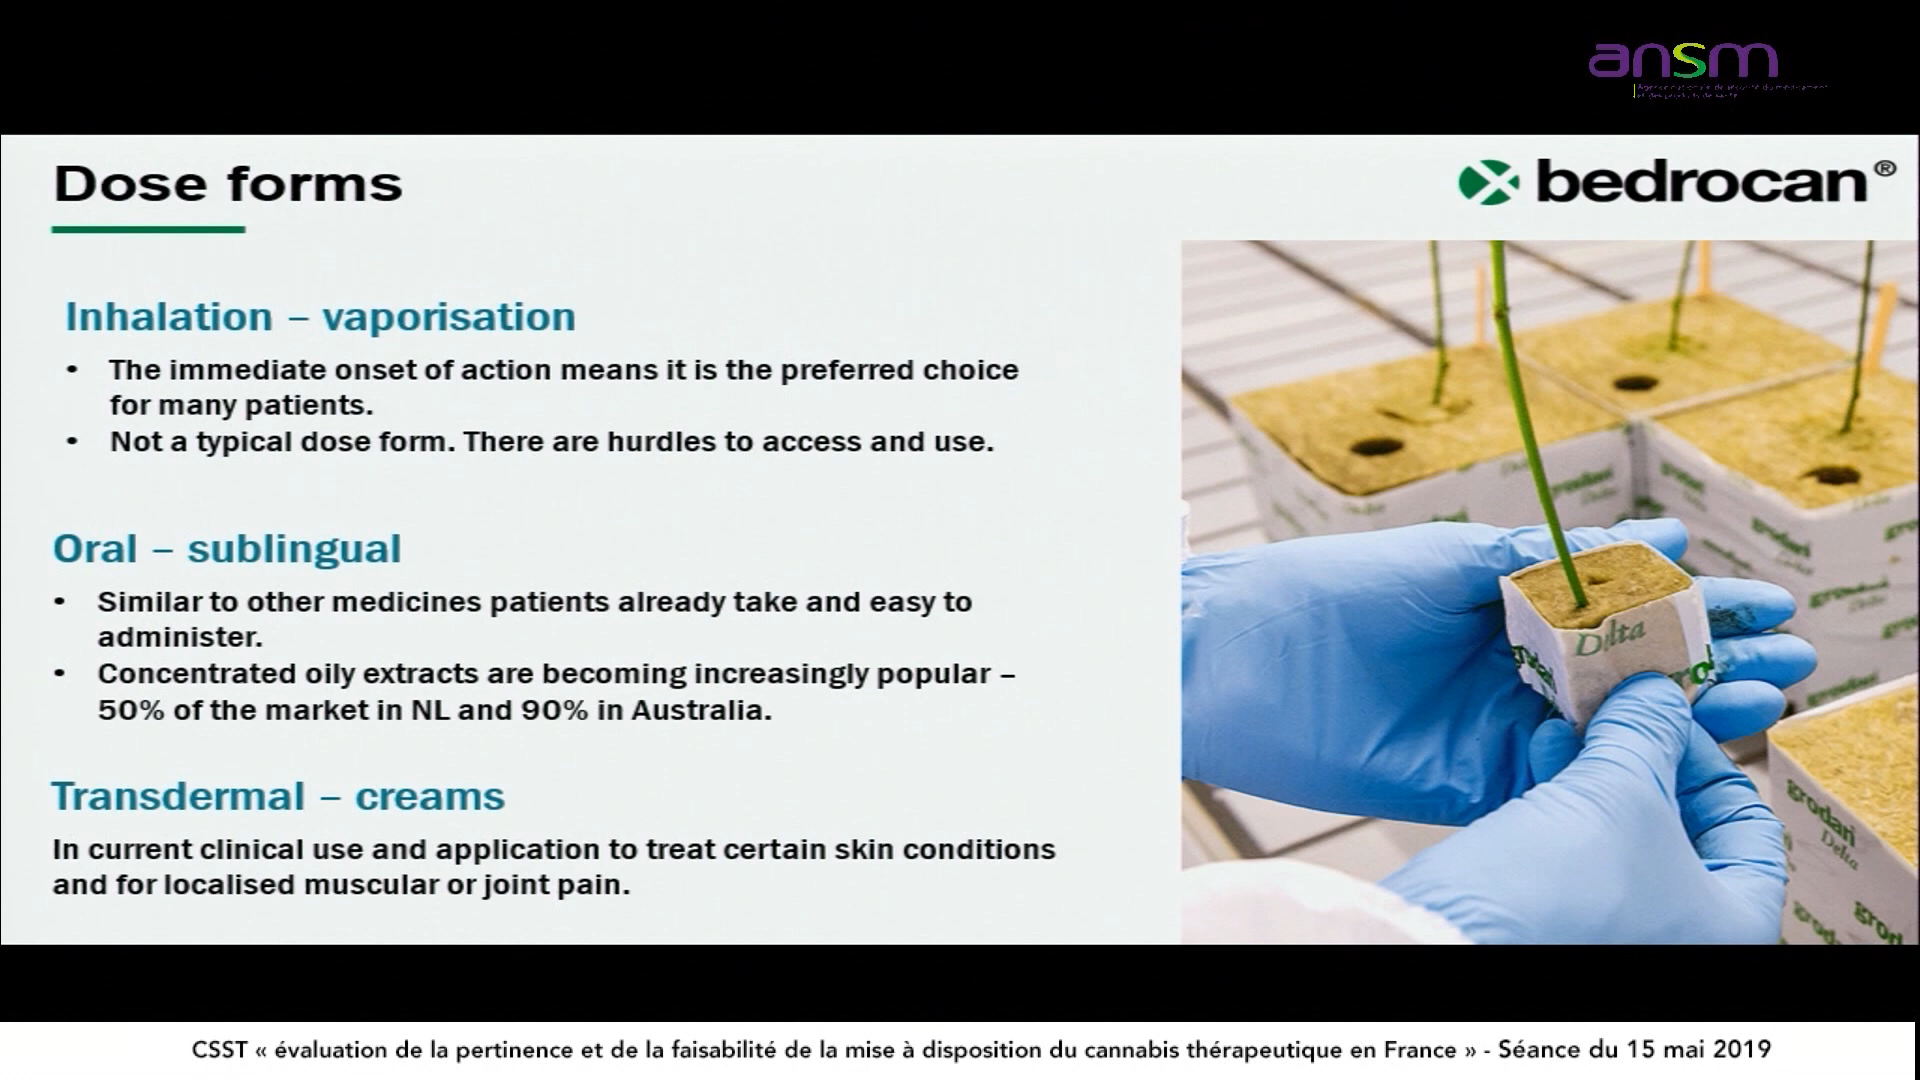 ansm
Dose forms
bedrocan®
Inhalation – vaporisation
• The immediate onset of action means it is the preferred choice
for many patients.
• Not a typical dose form. There are hurdles to access and use.
Oral – sublingual
• Similar to other medicines patients already take and easy to
administer.
• Concentrated oily extracts are becoming increasingly popular –
50% of the market in NL and 90% in Australia.
Transdermal – creams
In current clinical use and application to treat certain skin conditions
and for localised muscular or joint pain.
Delta
grodan
Delta
CSST « évaluation de la pertinence et de la faisabilité de la mise à disposition du cannabis thérapeutique en France » - Séance du 15 mai 2019